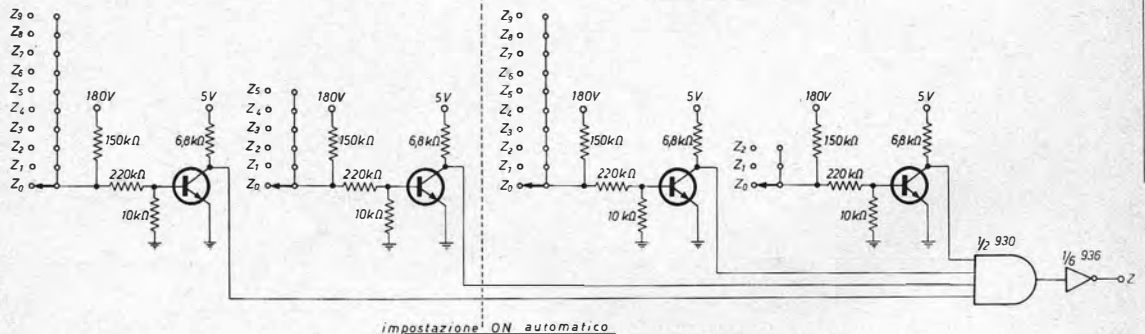 Z9
Z8
Z7
Z6
Z5
Z4
Z3
Z2
Z1
Z0
180V
150kΩ
220kΩ
10kΩ
5V
6,8kΩ
Z5
Z4
Z3
Z2
Z1
Z0
180V
150kΩ
220kΩ
10kΩ
5V
6,8kΩ
Z9
Z8
Z7
Z6
Z5
Z4
Z3
Z2
Z1
Z0
180V
150kΩ
220kΩ
10 kΩ
5V
6,8kΩ
Z2
Z1
Z0
180V
150kΩ
220kΩ
10 kΩ
5V
6,8kΩ
1/2 930
1/6 936
Z
impostazione ON automatico